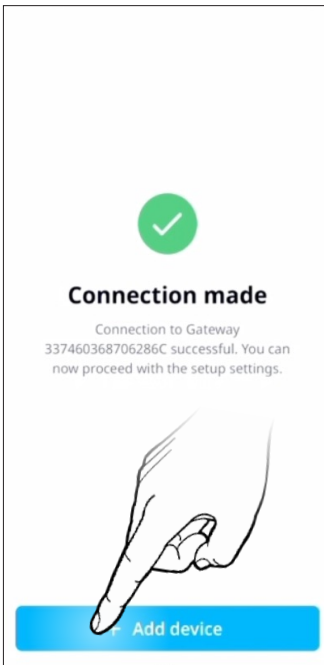 Connection made
Connection to Gateway
337460368706286C successful. You can
now proceed with the setup settings.
+ Add device